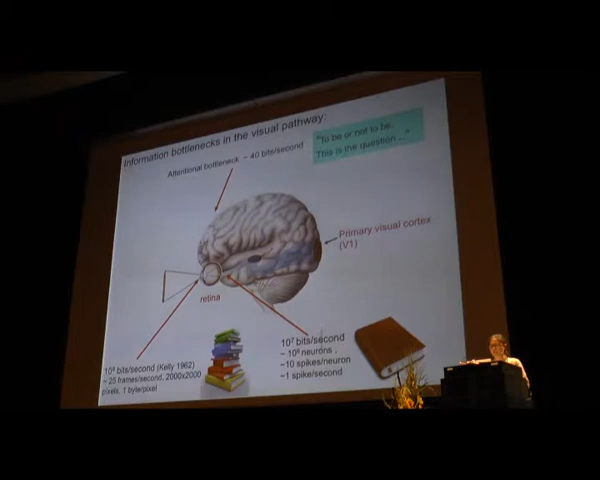 Information bottlenecks in the visual pathway:
"To be or not to be.
This is the question .. "
Attentional bottleneck ~ 40 bits/second
Primary visual cortex
(V1)
retina
10⁷ bits/second
~ 10⁶ neurons ,
~10 spikes/neuron
~1 spike/second
bits/second (Kelly 1962)
~ 25 frames/second, 2000x2000
pixels, 1 byte/pixel